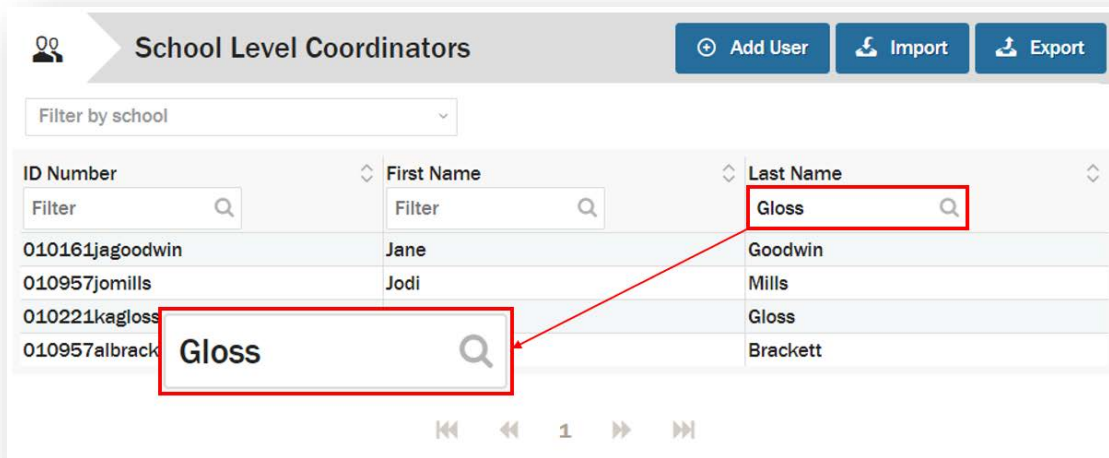 School Level Coordinators
Add User
Import
Export
Filter by school
ID Number First Name Last Name
Filter Filter Gloss
010161jagoodwin Jane Goodwin
010957jomills Jodi Mills
010221kagloss Gloss
010957albrack Brackett
Gloss
1